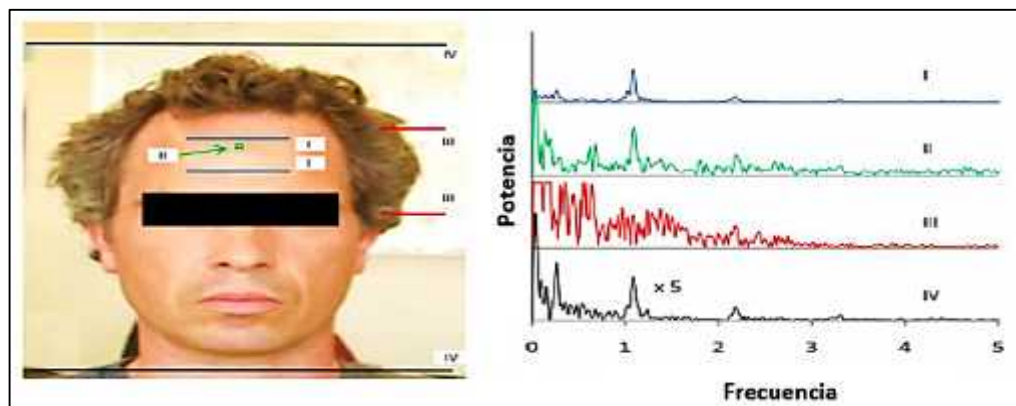 IV
III
II
I
I
III
IV
Potencia
I
II
III
x 5
IV
0 1 2 3 4 5
Frecuencia